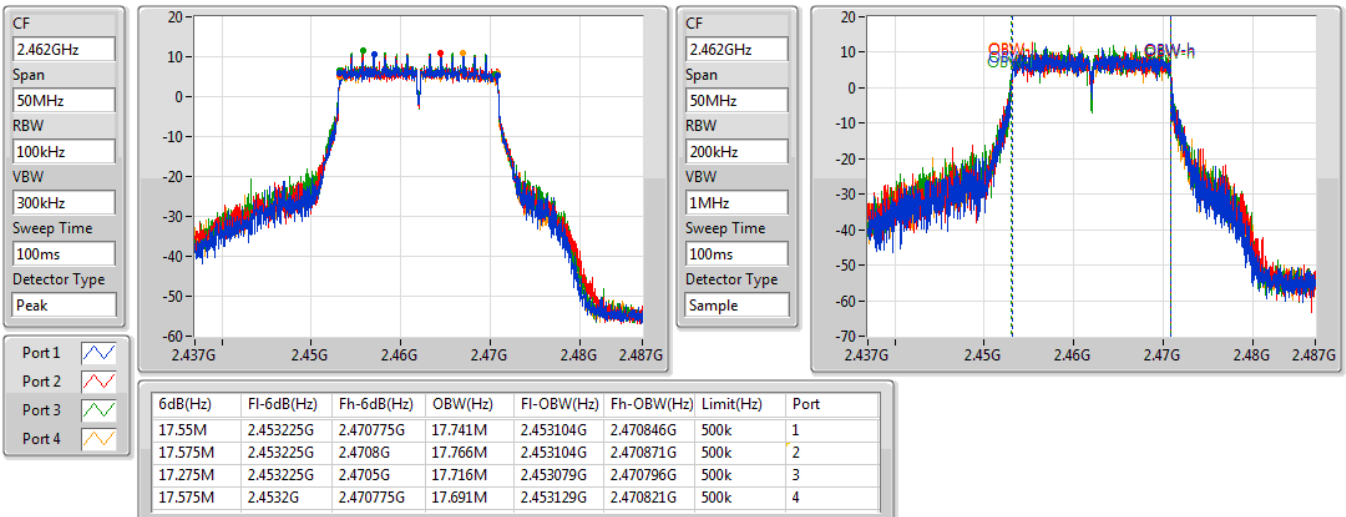 CF
2.462GHz
Span
50MHz
RBW
100kHz
VBW
300kHz
Sweep Time
100ms
Detector Type
Peak
20
10
0
-10
-20
-30
-40
-50
-60
2.437G 2.45G 2.46G 2.47G 2.48G 2.487G
CF
2.462GHz
Span
50MHz
RBW
200kHz
VBW
1MHz
Sweep Time
100ms
Detector Type
Sample
20
10
0
-10
-20
-30
-40
-50
-60
-70
OBW-l OBW-h
2.437G 2.45G 2.46G 2.47G 2.48G 2.487G
Port 1
Port 2
Port 3
Port 4
6dB(Hz) Fl-6dB(Hz) Fh-6dB(Hz) OBW(Hz) Fl-OBW(Hz) Fh-OBW(Hz) Limit(Hz) Port
17.55M 2.453225G 2.470775G 17.741M 2.453104G 2.470846G 500k 1
17.575M 2.453225G 2.4708G 17.766M 2.453104G 2.470871G 500k 2
17.275M 2.453225G 2.4705G 17.716M 2.453079G 2.470796G 500k 3
17.575M 2.4532G 2.470775G 17.691M 2.453129G 2.470821G 500k 4